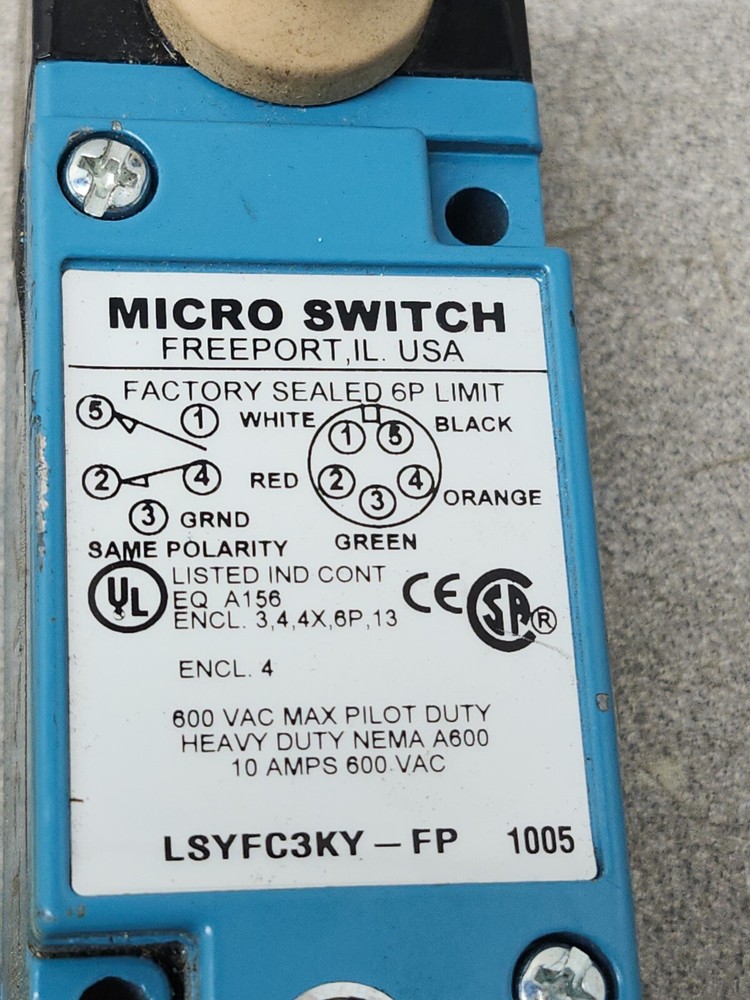 MICRO SWITCH
FREEPORT,IL. USA
FACTORY SEALED 6P LIMIT
5 1 WHITE 1 5 BLACK
2 4 RED 2 4 ORANGE
3 GRND 3
SAME POLARITY GREEN
UL LISTED IND CONT CE SA ®
EQ. A156
ENCL. 3,4,4X,6P,13
ENCL. 4
600 VAC MAX PILOT DUTY
HEAVY DUTY NEMA A600
10 AMPS 600 VAC
LSYFC3KY – FP 1005